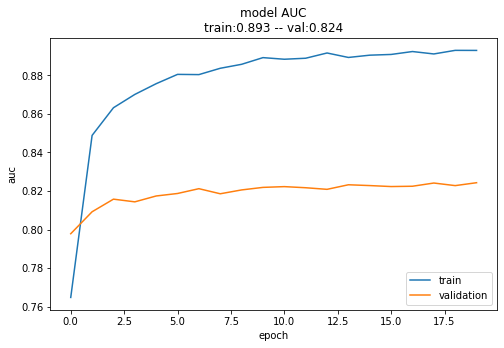 model AUC
train:0.893 -- val:0.824
auc
0.88
0.86
0.84
0.82
0.80
0.78
0.76
0.0 2.5 5.0 7.5 10.0 12.5 15.0 17.5
epoch
train
validation